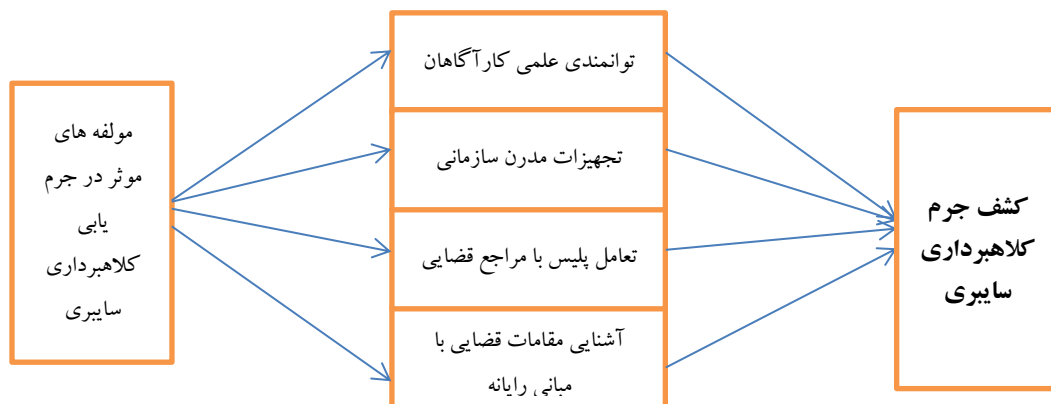 مولفه های
موثر در جرم
یابی
کلاهبرداری
سایبری
توانمندی علمی کارآگاهان
تجهیزات مدرن سازمانی
تعامل پلیس با مراجع قضایی
آشنایی مقامات قضایی با
مبانی رایانه
کشف جرم
کلاهبرداری
سایبری